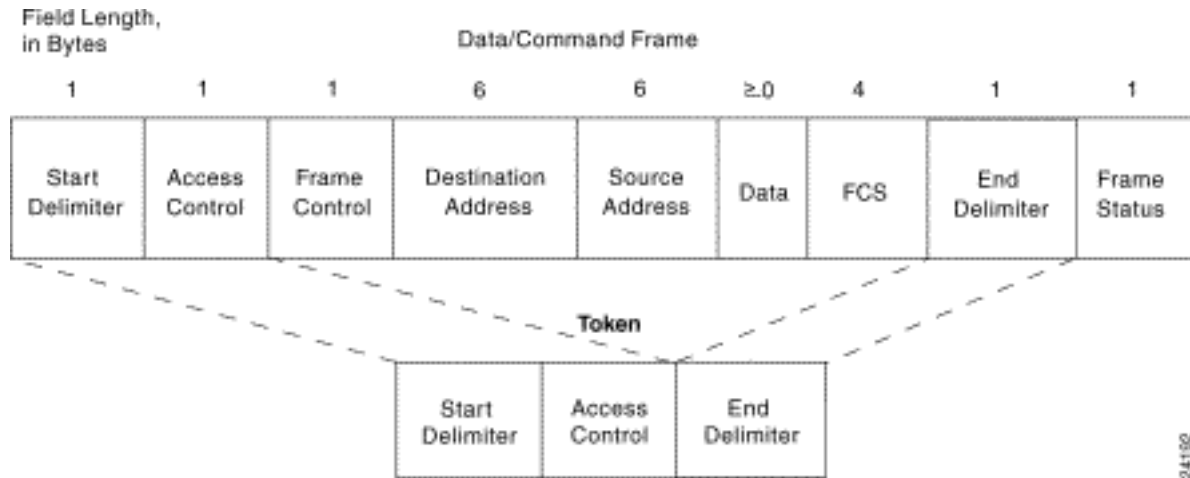 Field Length,
in Bytes
Data/Command Frame
1 1 1 6 6 ≥0 4 1 1
Start
Delimiter
Access
Control
Frame
Control
Destination
Address
Source
Address
Data
FCS
End
Delimiter
Frame
Status
Token
Start
Delimiter
Access
Control
End
Delimiter
24192